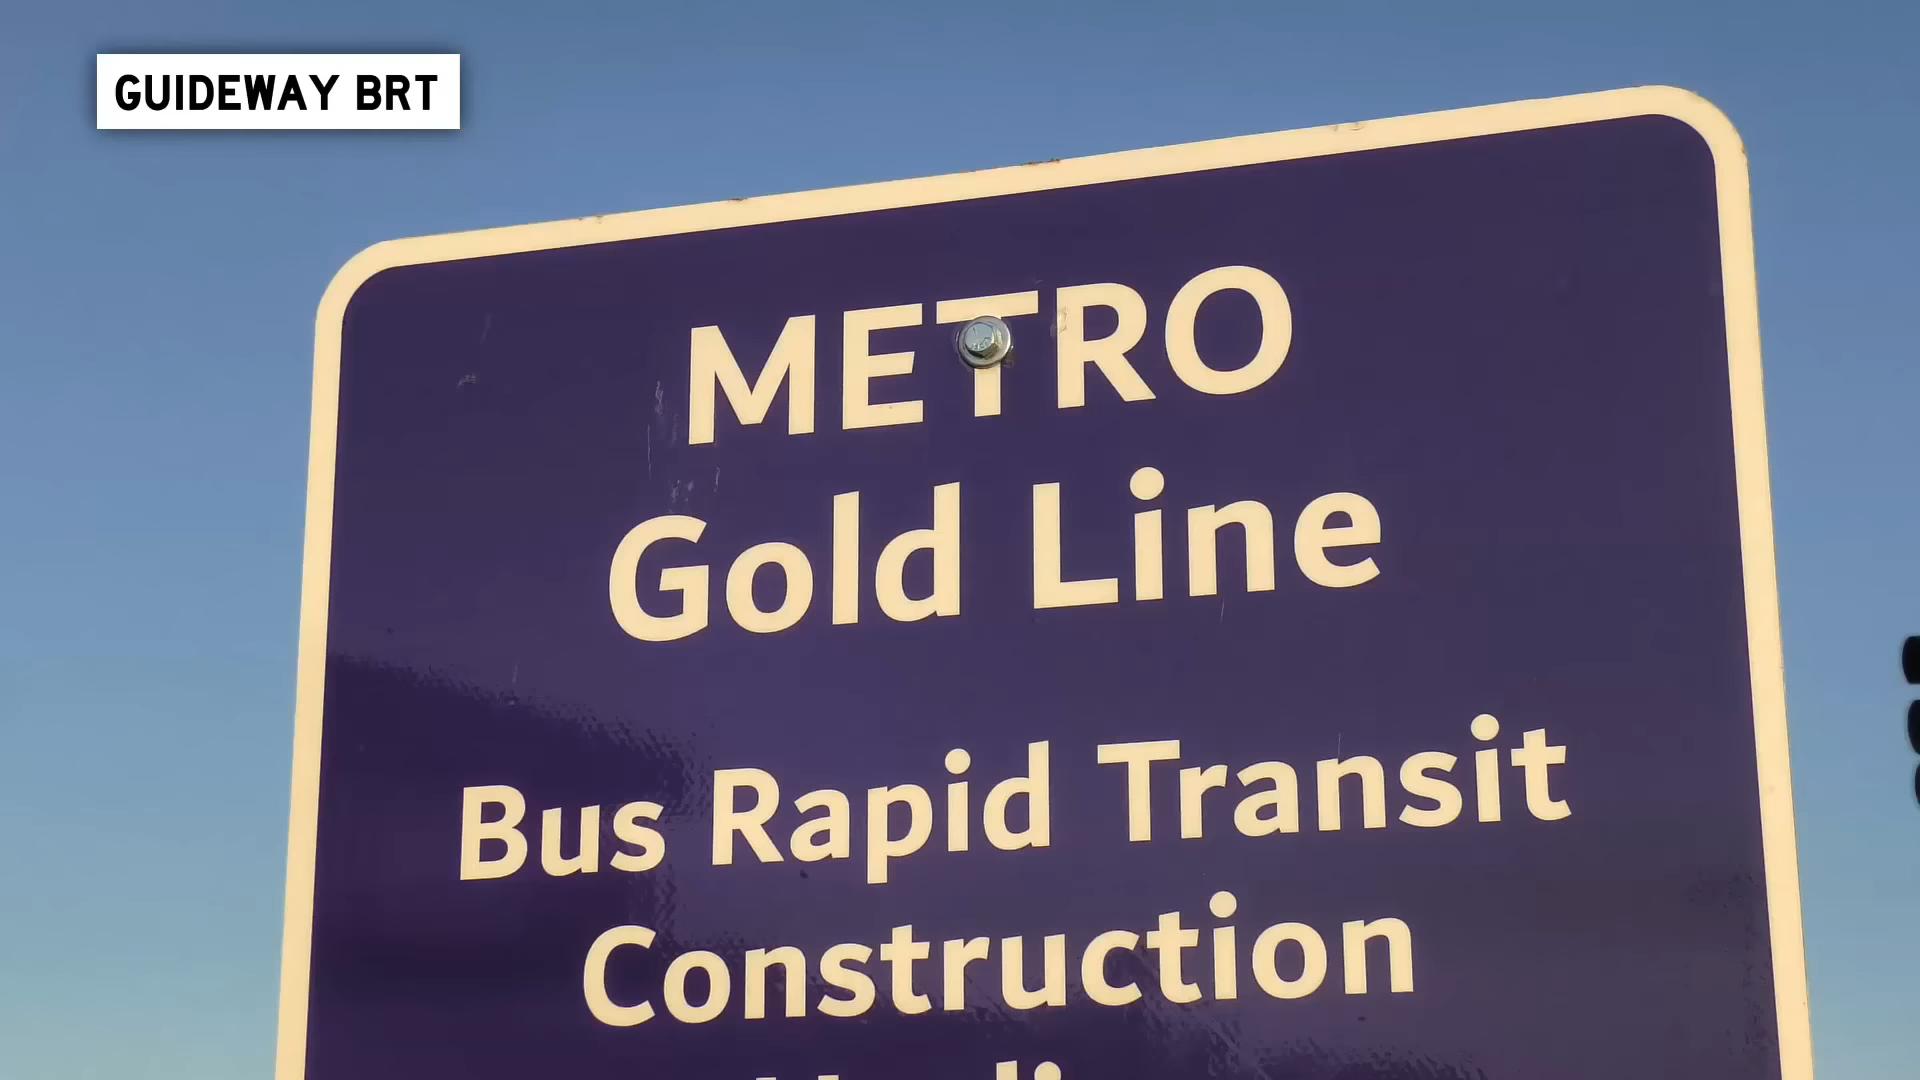 GUIDEWAY BRT
METRO
Gold Line
Bus Rapid Transit
Construction